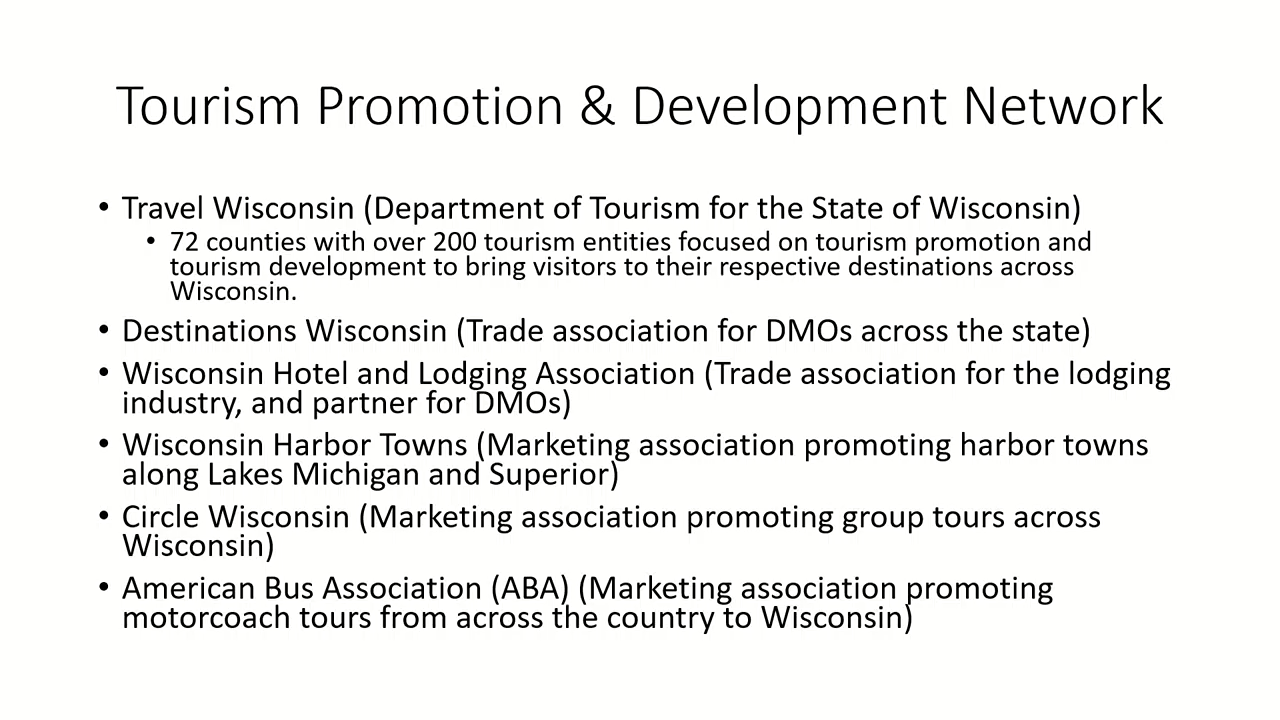 Tourism Promotion & Development Network
• Travel Wisconsin (Department of Tourism for the State of Wisconsin)
• 72 counties with over 200 tourism entities focused on tourism promotion and
tourism development to bring visitors to their respective destinations across
Wisconsin.
• Destinations Wisconsin (Trade association for DMOs across the state)
• Wisconsin Hotel and Lodging Association (Trade association for the lodging
industry, and partner for DMOs)
• Wisconsin Harbor Towns (Marketing association promoting harbor towns
along Lakes Michigan and Superior)
• Circle Wisconsin (Marketing association promoting group tours across
Wisconsin)
• American Bus Association (ABA) (Marketing association promoting
motorcoach tours from across the country to Wisconsin)